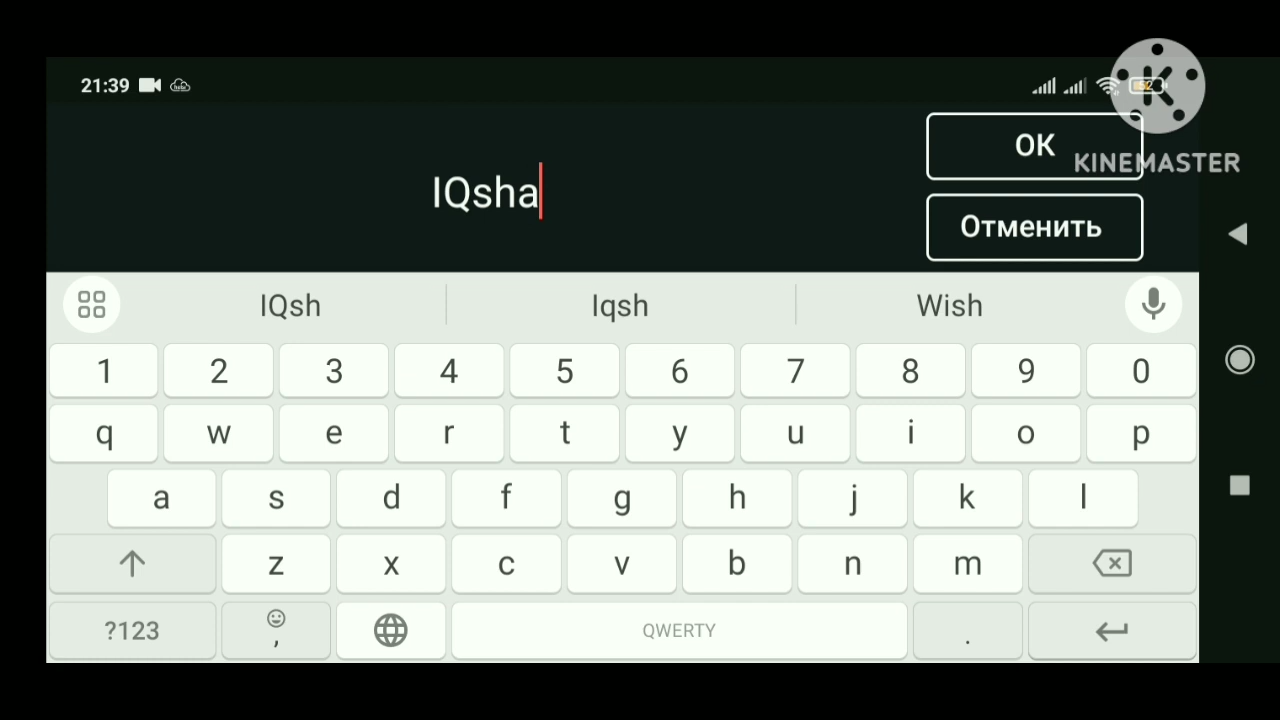 21:39
52
KINEMASTER
IQsha
OK
Отменить
IQsh Iqsh Wish
1 2 3 4 5 6 7 8 9 0
q w e r t y u i o p
a s d f g h j k l
z x c v b n m
?123 , QWERTY .